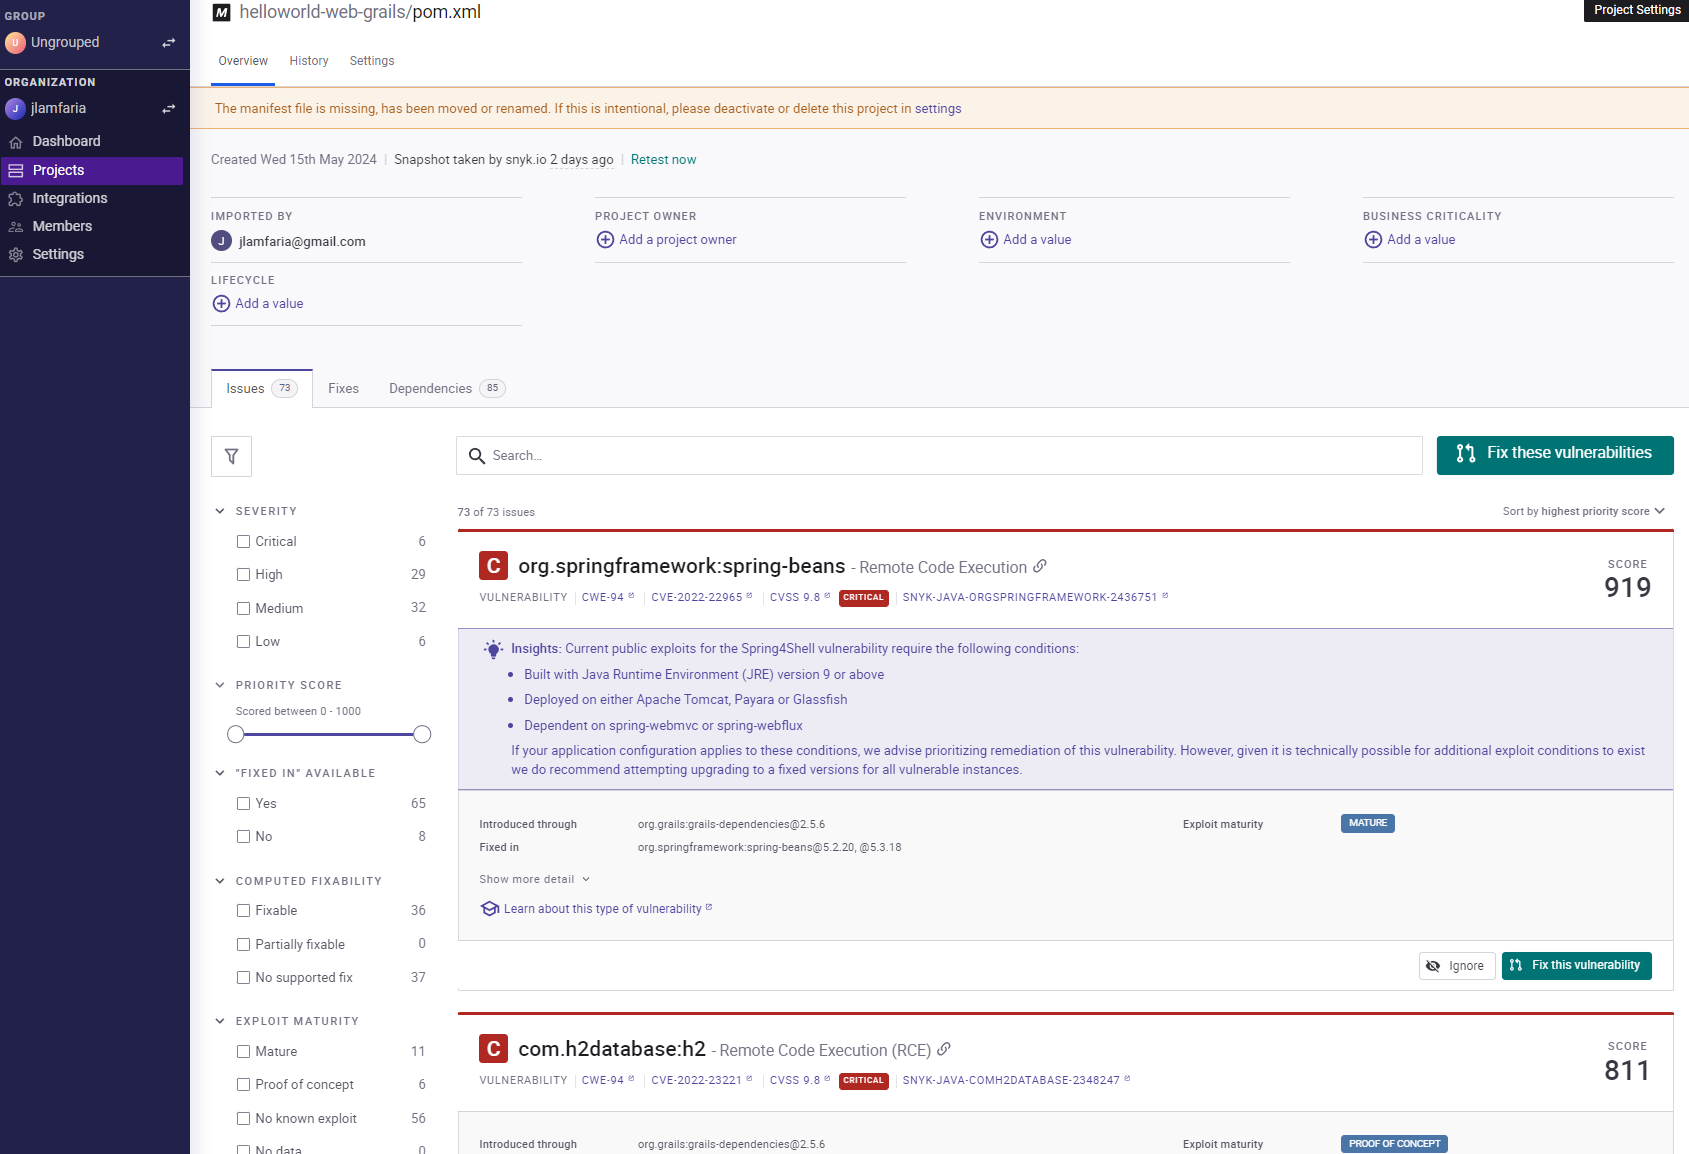 GROUP
U Ungrouped
ORGANIZATION
J jlamfaria
Dashboard
Projects
Integrations
Members
Settings
M helloworld-web-grails/pom.xml
Project Settings
Overview History Settings
The manifest file is missing, has been moved or renamed. If this is intentional, please deactivate or delete this project in settings
Created Wed 15th May 2024 | Snapshot taken by snyk.io 2 days ago | Retest now
IMPORTED BY
J jlamfaria@gmail.com
PROJECT OWNER
Add a project owner
ENVIRONMENT
Add a value
BUSINESS CRITICALITY
Add a value
LIFECYCLE
Add a value
Issues 73 Fixes Dependencies 85
Search...
Fix these vulnerabilities
SEVERITY
Critical 6
High 29
Medium 32
Low 6
PRIORITY SCORE
Scored between 0 - 1000
"FIXED IN" AVAILABLE
Yes 65
No 8
COMPUTED FIXABILITY
Fixable 36
Partially fixable 0
No supported fix 37
EXPLOIT MATURITY
Mature 11
Proof of concept 6
No known exploit 56
No data 0
73 of 73 issues
Sort by highest priority score
C org.springframework:spring-beans - Remote Code Execution
SCORE
919
VULNERABILITY | CWE-94 | CVE-2022-22965 | CVSS 9.8 CRITICAL | SNYK-JAVA-ORGSPRINGFRAMEWORK-2436751
Insights: Current public exploits for the Spring4Shell vulnerability require the following conditions:
• Built with Java Runtime Environment (JRE) version 9 or above
• Deployed on either Apache Tomcat, Payara or Glassfish
• Dependent on spring-webmvc or spring-webflux
If your application configuration applies to these conditions, we advise prioritizing remediation of this vulnerability. However, given it is technically possible for additional exploit conditions to exist
we do recommend attempting upgrading to a fixed versions for all vulnerable instances.
Introduced through org.grails:grails-dependencies@2.5.6
Exploit maturity MATURE
Fixed in org.springframework:spring-beans@5.2.20, @5.3.18
Show more detail
Learn about this type of vulnerability
Ignore
Fix this vulnerability
C com.h2database:h2 - Remote Code Execution (RCE)
SCORE
811
VULNERABILITY | CWE-94 | CVE-2022-23221 | CVSS 9.8 CRITICAL | SNYK-JAVA-COMH2DATABASE-2348247
Introduced through org.grails:grails-dependencies@2.5.6
Exploit maturity PROOF OF CONCEPT